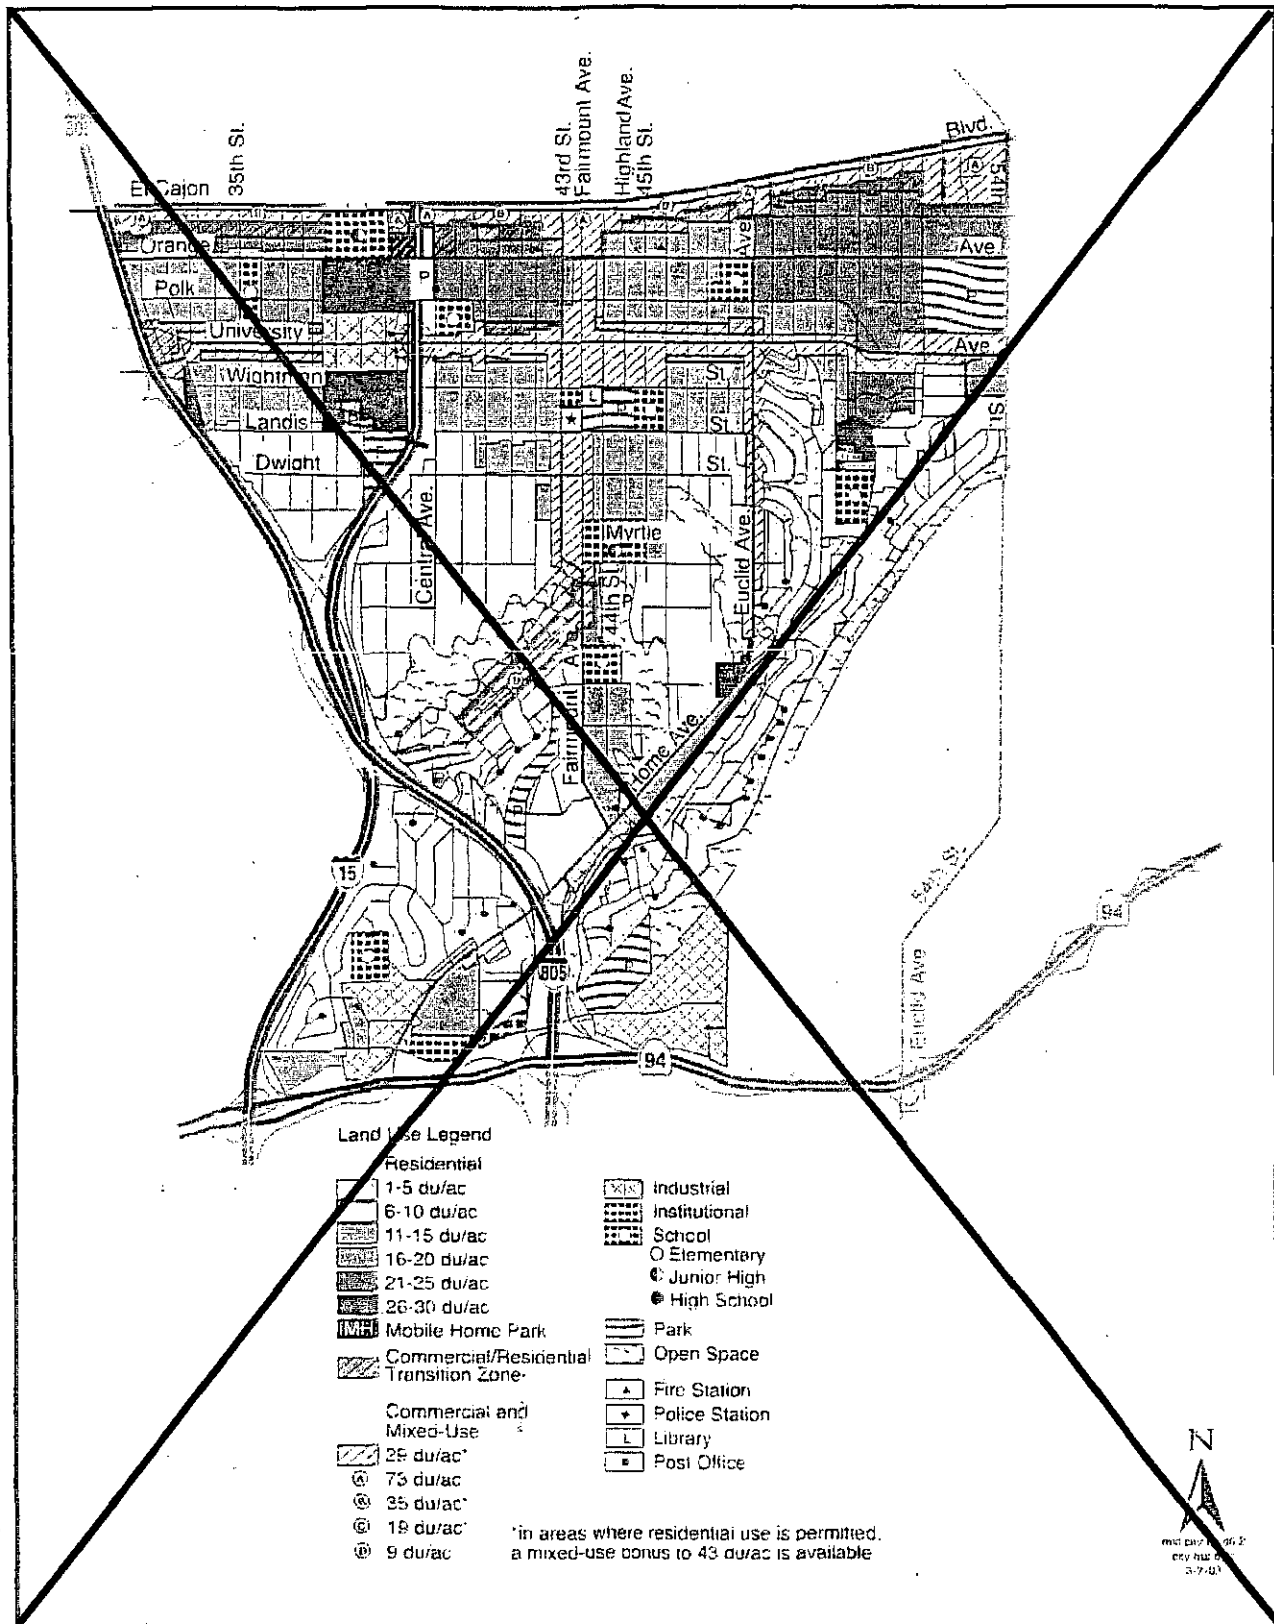 43rd St.
Fairmount Ave.
Highland Ave.
45th St.
35th St.
Blvd.
El Cajon
54th
Orange
Ave
Ave.
Polk
P
P
University
Ave.
Wightman
St.
L
P
Landis
St.
St.
Dwight
St.
Central Ave.
Myrtle
Euclid Ave.
44th St.
P
Fairmount Ave
Home Ave.
15
54th St.
94
805
Euclid Ave
94
Land Use Legend
Residential
1-5 du/ac
6-10 du/ac
11-15 du/ac
16-20 du/ac
21-25 du/ac
26-30 du/ac
MH Mobile Home Park
Commercial/Residential
Transition Zone
Commercial and
Mixed-Use
29 du/ac*
A 73 du/ac
B 35 du/ac*
C 19 du/ac*
D 9 du/ac
Industrial
Institutional
School
Elementary
Junior High
High School
Park
Open Space
Fire Station
Police Station
L Library
Post Office
*in areas where residential use is permitted,
a mixed-use bonus to 43 du/ac is available
N